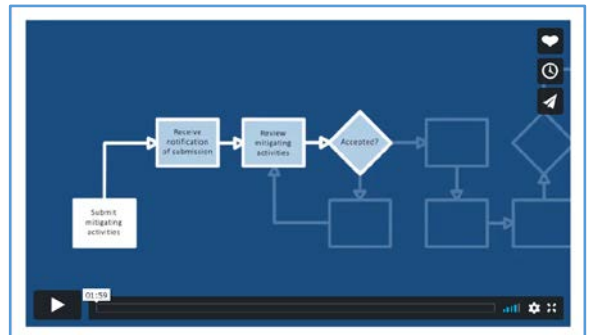 Receive
notification
of submission
Review
mitigating
activities
Accepted?
Submit
mitigating
activities
01:59